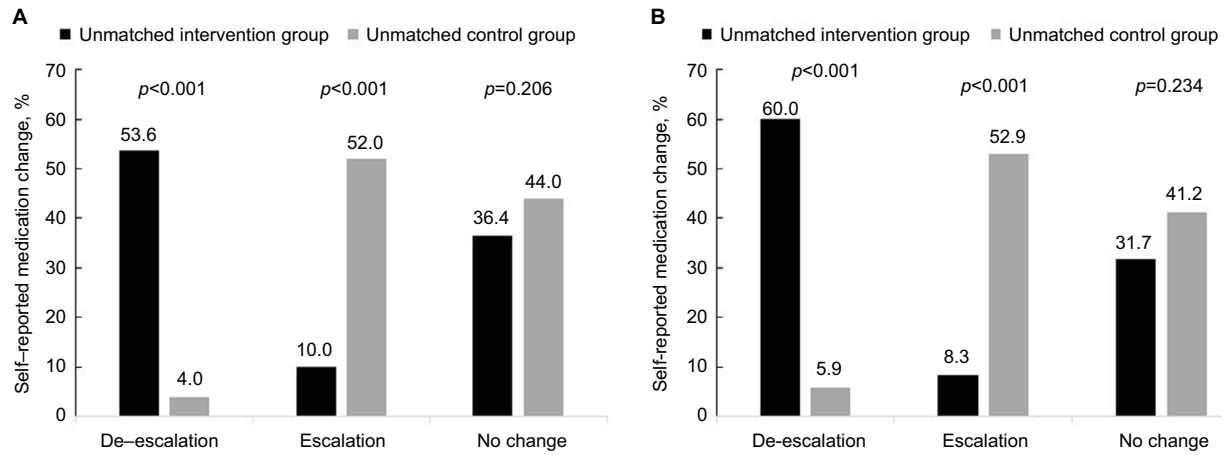 A
Unmatched intervention group Unmatched control group
Self–reported medication change, %
70
60
50
40
30
20
10
0
p<0.001 p<0.001 p=0.206
53.6
4.0
10.0
52.0
36.4
44.0
De–escalation Escalation No change
B
Unmatched intervention group Unmatched control group
Self-reported medication change, %
70
60
50
40
30
20
10
0
p<0.001 p<0.001 p=0.234
60.0
5.9
8.3
52.9
31.7
41.2
De-escalation Escalation No change